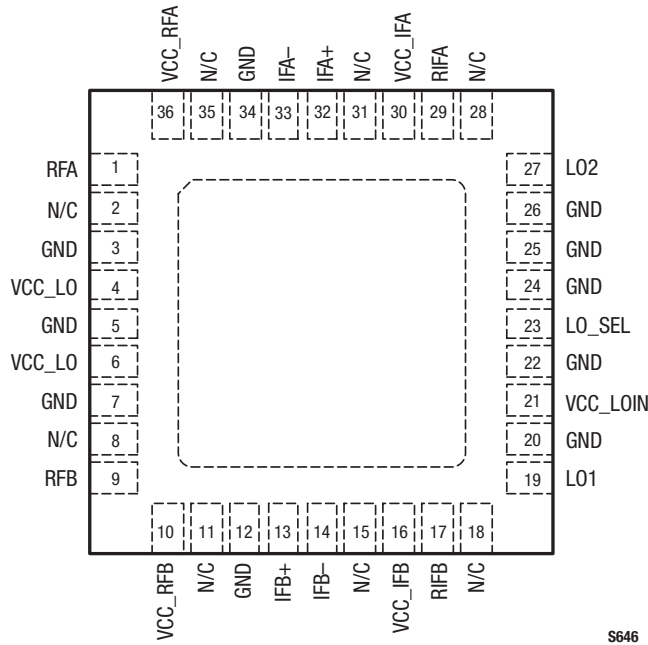 VCC_RFA
N/C
GND
IFA–
IFA+
N/C
VCC_IFA
RIFA
N/C
36 35 34 33 32 31 30 29 28
RFA 1
N/C 2
GND 3
VCC_LO 4
GND 5
VCC_LO 6
GND 7
N/C 8
RFB 9
27 LO2
26 GND
25 GND
24 GND
23 LO_SEL
22 GND
21 VCC_LOIN
20 GND
19 LO1
10 11 12 13 14 15 16 17 18
VCC_RFB
N/C
GND
IFB+
IFB–
N/C
VCC_IFB
RIFB
N/C
S646